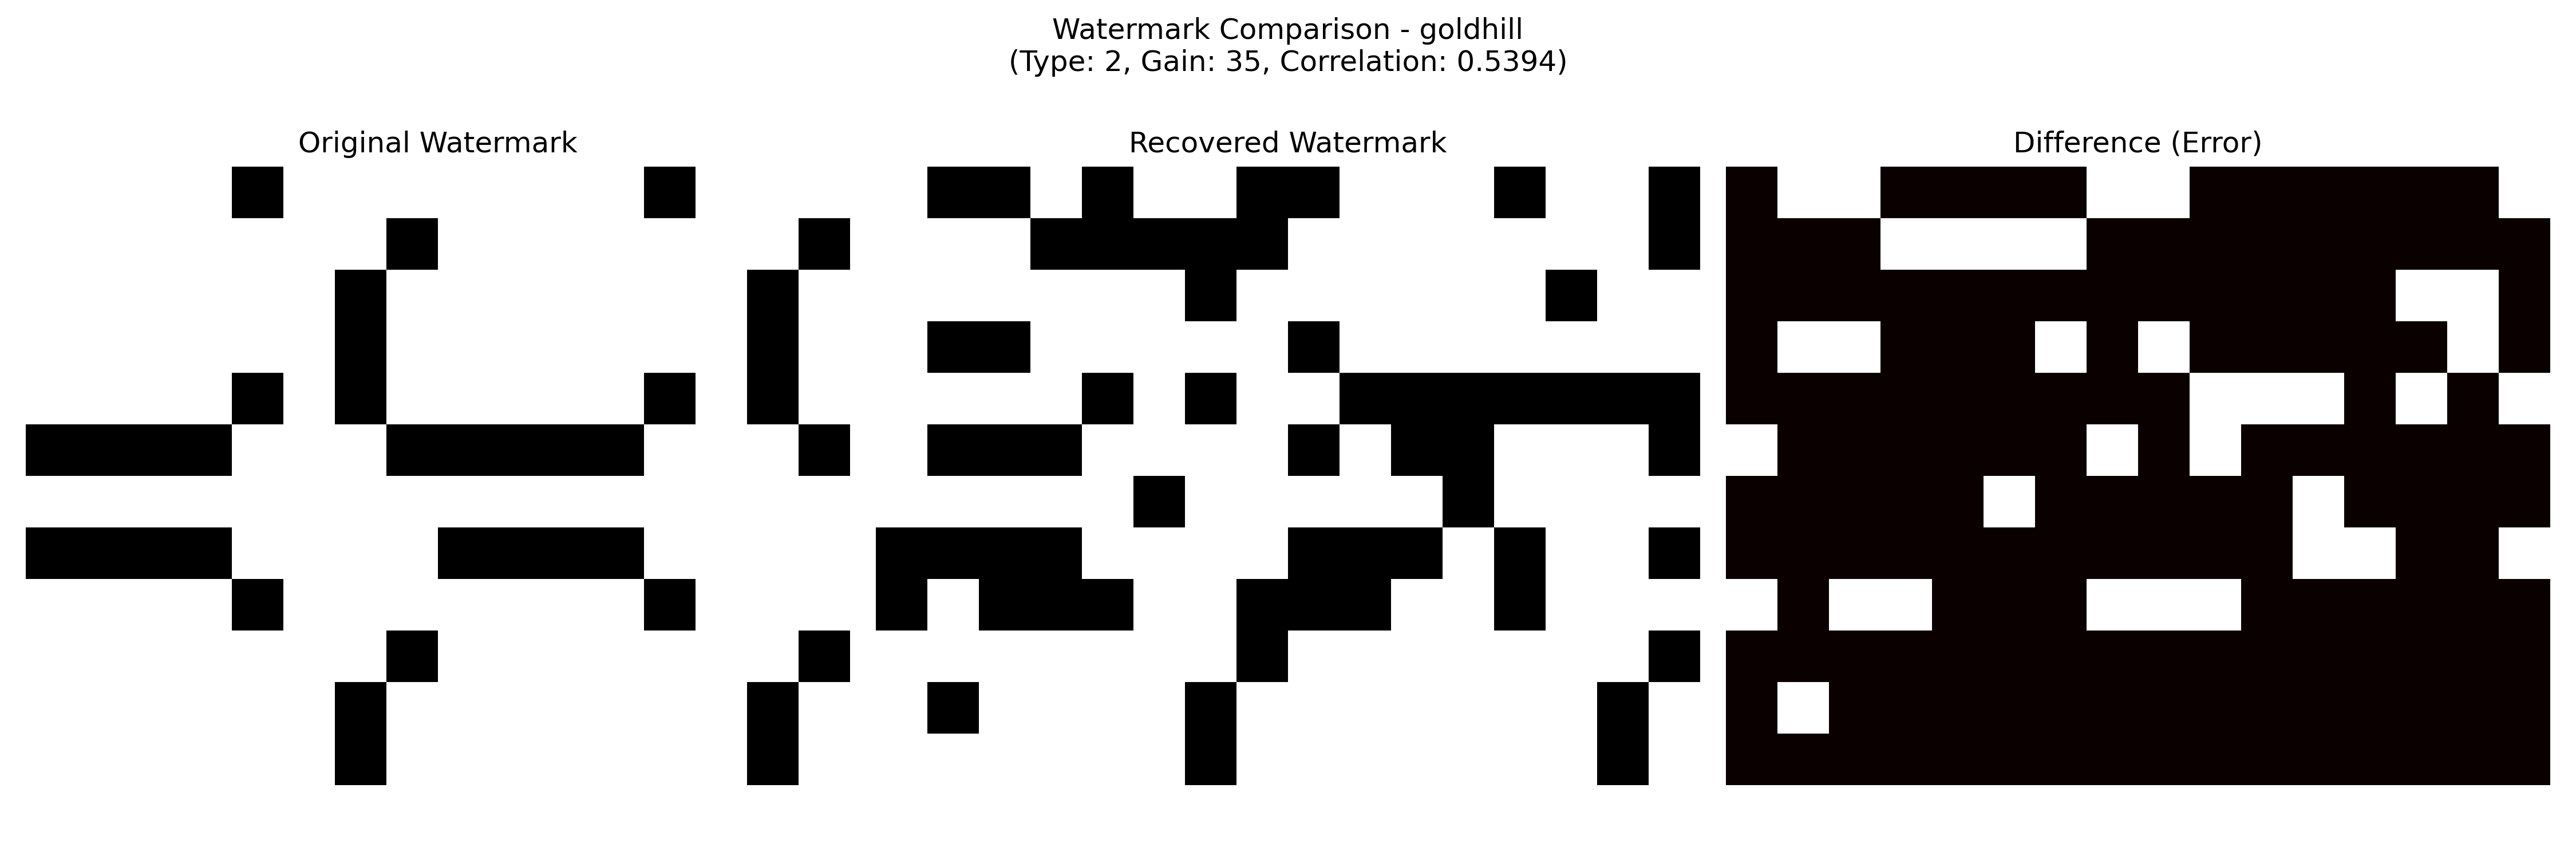 Watermark Comparison - goldhill
(Type: 2, Gain: 35, Correlation: 0.5394)
Original Watermark
Recovered Watermark
Difference (Error)